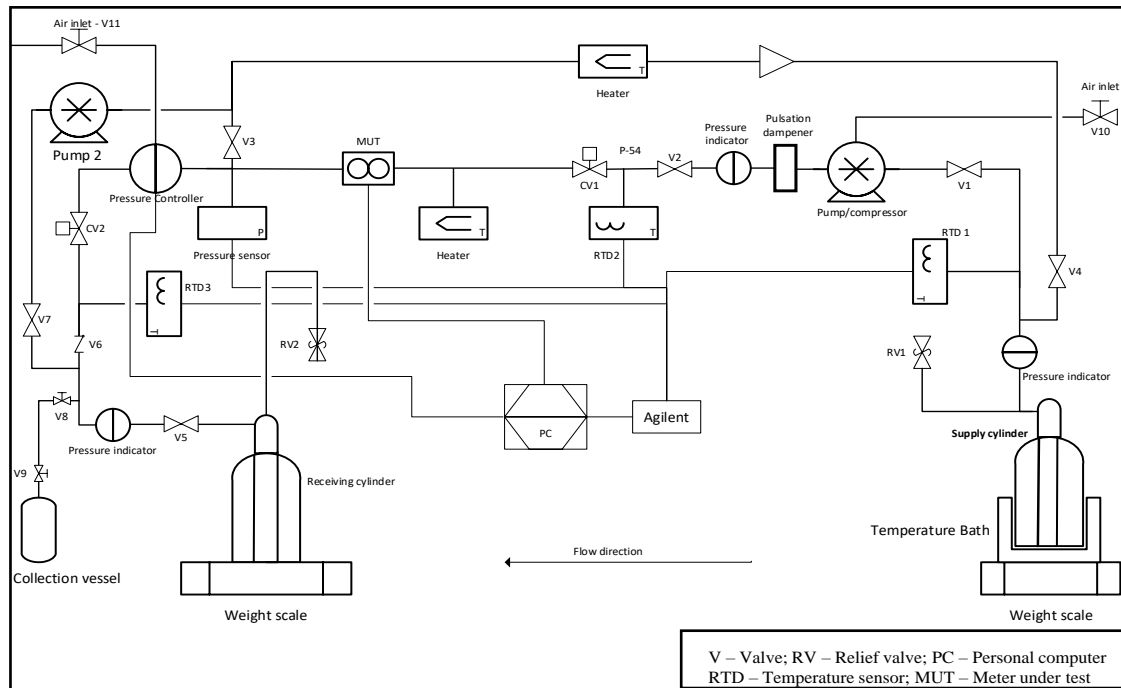 Air inlet - V11
Heater
T
Air inlet
V10
Pump 2
V3
MUT
P-54
V2
Pressure indicator
Pulsation dampener
V1
Pressure Controller
CV1
Pump/compressor
CV2
P
Pressure sensor
T
Heater
T
RTD2
RTD 1
T
V4
RTD3
T
V7
V6
RV2
RV1
Pressure indicator
V8
Pressure indicator
V5
PC
Agilent
Supply cylinder
V9
Receiving cylinder
Temperature Bath
Collection vessel
Flow direction
Weight scale
Weight scale
V – Valve; RV – Relief valve; PC – Personal computer
RTD – Temperature sensor; MUT – Meter under test